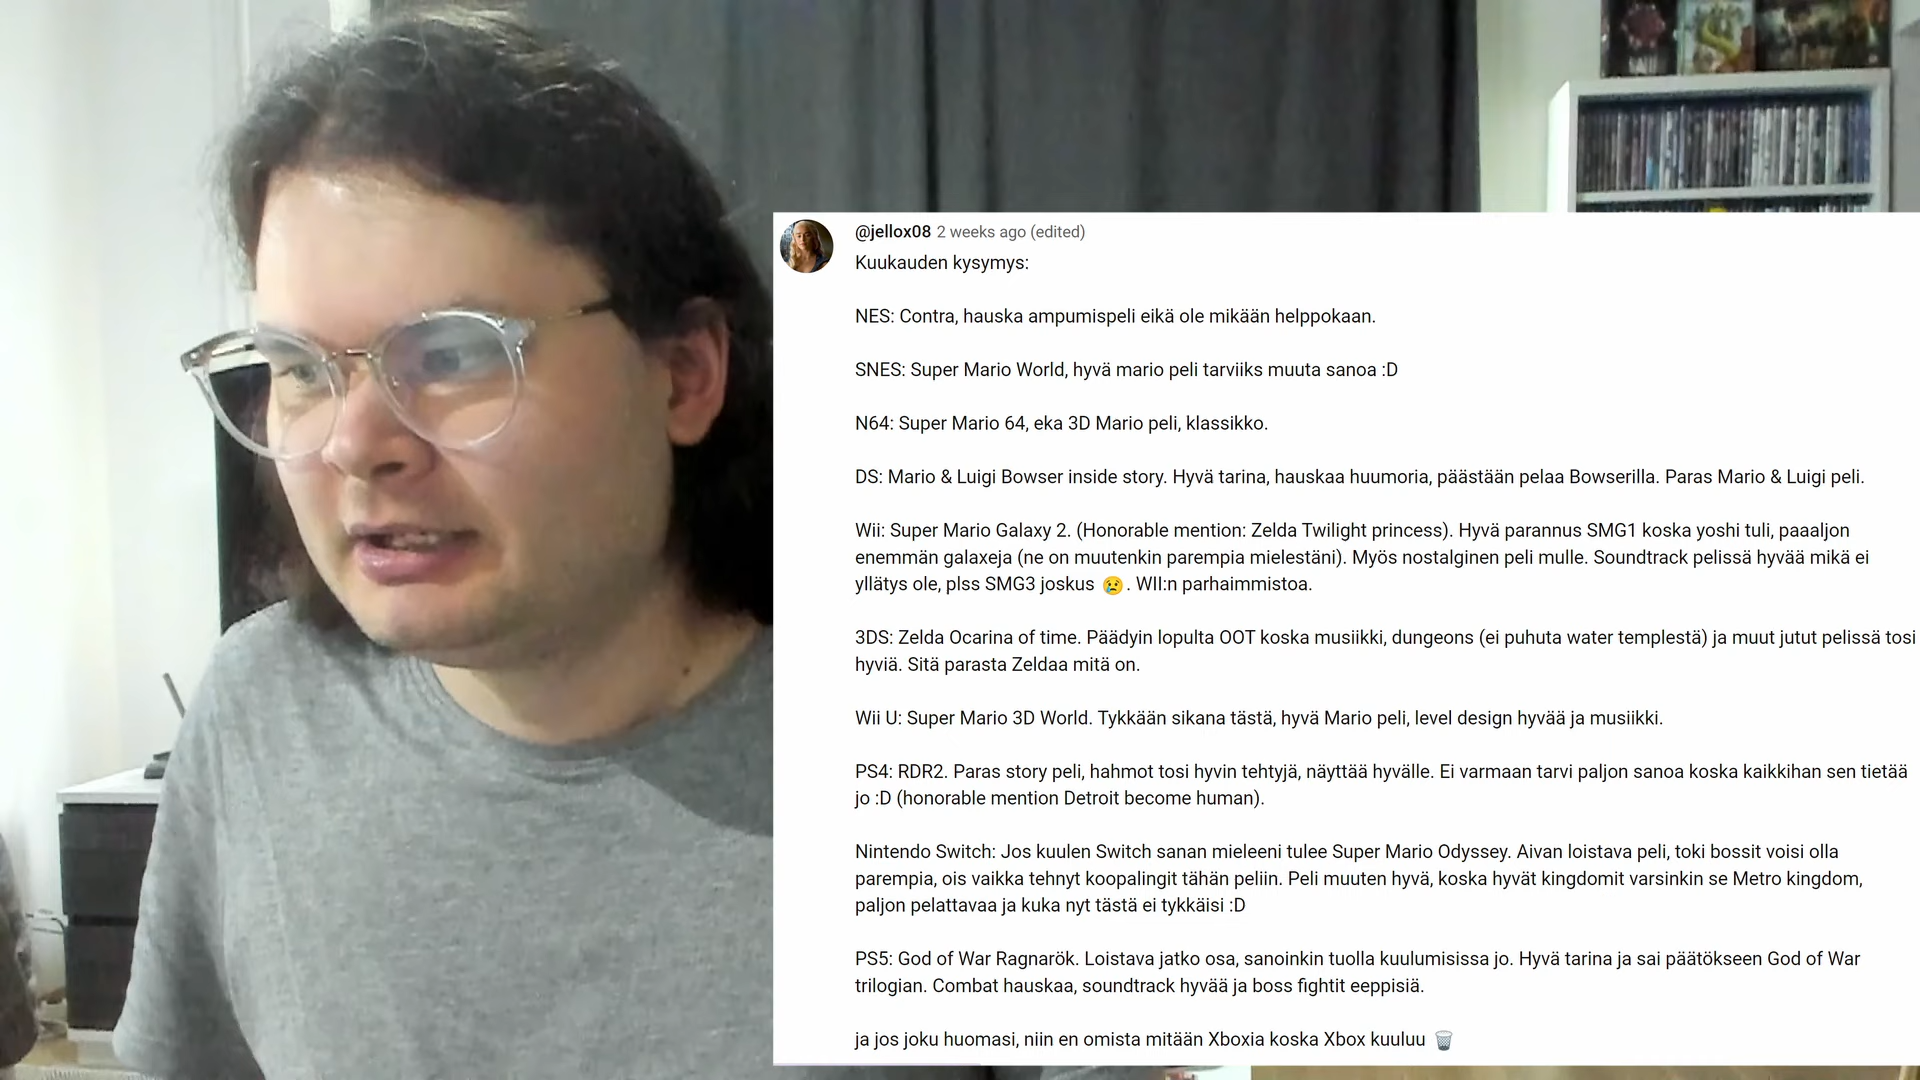 SAW
@jellox08 2 weeks ago (edited)
Kuukauden kysymys:
NES: Contra, hauska ampumispeli eikä ole mikään helppokaan.
SNES: Super Mario World, hyvä mario peli tarviiks muuta sanoa :D
N64: Super Mario 64, eka 3D Mario peli, klassikko.
DS: Mario & Luigi Bowser inside story. Hyvä tarina, hauskaa huumoria, päästään pelaa Bowserilla. Paras Mario & Luigi peli.
Wii: Super Mario Galaxy 2. (Honorable mention: Zelda Twilight princess). Hyvä parannus SMG1 koska yoshi tuli, paaaljon
enemmän galaxeja (ne on muutenkin parempia mielestäni). Myös nostalginen peli mulle. Soundtrack pelissä hyvää mikä ei
yllätys ole, plss SMG3 joskus 😢. WII:n parhaimmistoa.
3DS: Zelda Ocarina of time. Päädyin lopulta OOT koska musiikki, dungeons (ei puhuta water templestä) ja muut jutut pelissä tosi
hyviä. Sitä parasta Zeldaa mitä on.
Wii U: Super Mario 3D World. Tykkään sikana tästä, hyvä Mario peli, level design hyvää ja musiikki.
PS4: RDR2. Paras story peli, hahmot tosi hyvin tehtyjä, näyttää hyvälle. Ei varmaan tarvi paljon sanoa koska kaikkihan sen tietää
jo :D (honorable mention Detroit become human).
Nintendo Switch: Jos kuulen Switch sanan mieleeni tulee Super Mario Odyssey. Aivan loistava peli, toki bossit voisi olla
parempia, ois vaikka tehnyt koopalingit tähän peliin. Peli muuten hyvä, koska hyvät kingdomit varsinkin se Metro kingdom,
paljon pelattavaa ja kuka nyt tästä ei tykkäisi :D
PS5: God of War Ragnarök. Loistava jatko osa, sanoinkin tuolla kuulumisissa jo. Hyvä tarina ja sai päätökseen God of War
trilogian. Combat hauskaa, soundtrack hyvää ja boss fightit eeppisiä.
ja jos joku huomasi, niin en omista mitään Xboxia koska Xbox kuuluu 🗑️